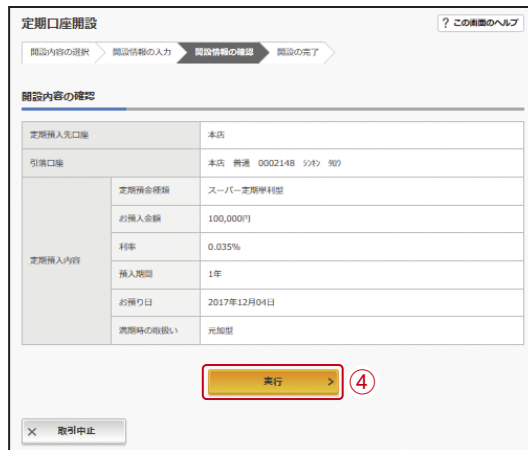 定期口座開設
? この画面のヘルプ
開設内容の選択 開設情報の入力 開設情報の確認 開設の完了
開設内容の確認
定期預入先口座 本店
引落口座 本店 普通 0002148 ｼﾝｷﾝ ﾀﾛｳ
定期預入内容
定期預金種類 スーパー定期単利型
お預入金額 100,000円
利率 0.035%
預入期間 1年
お預り日 2017年12月04日
満期時の取扱い 元加型
実行 > ④
× 取引中止